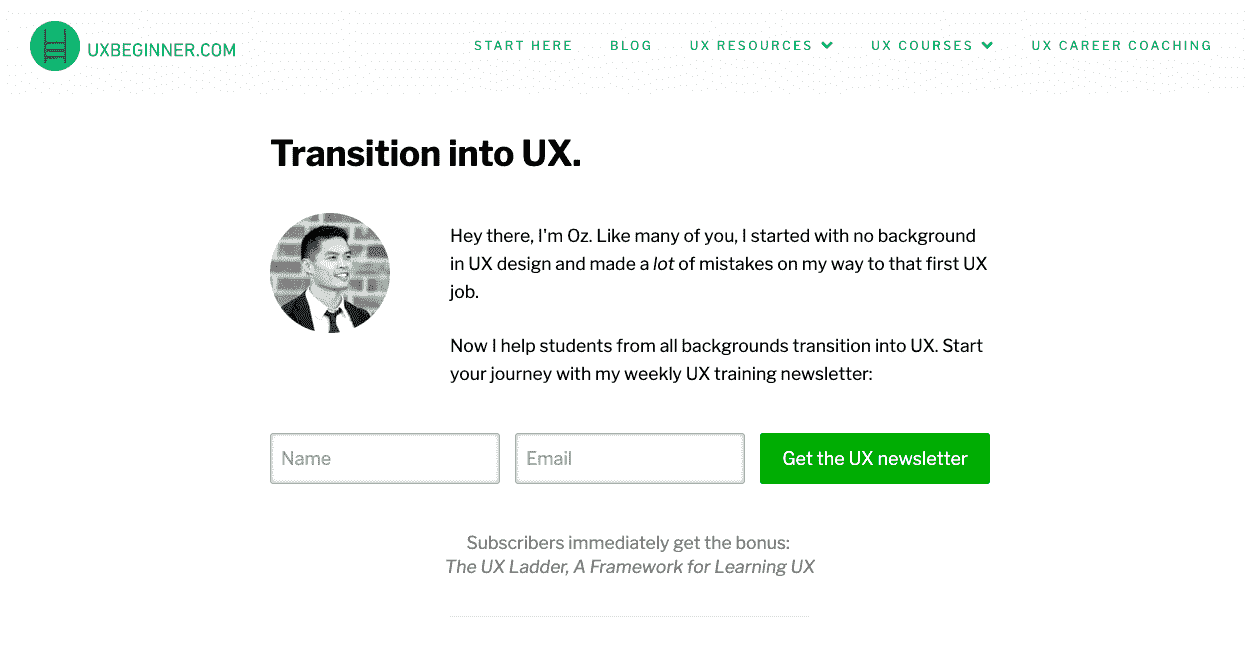 UXBEGINNER.COM
START HERE
BLOG
UX RESOURCES
UX COURSES
UX CAREER COACHING
Transition into UX.
Hey there, I'm Oz. Like many of you, I started with no background
in UX design and made a lot of mistakes on my way to that first UX
job.
Now I help students from all backgrounds transition into UX. Start
your journey with my weekly UX training newsletter:
Name
Email
Get the UX newsletter
Subscribers immediately get the bonus:
The UX Ladder, A Framework for Learning UX